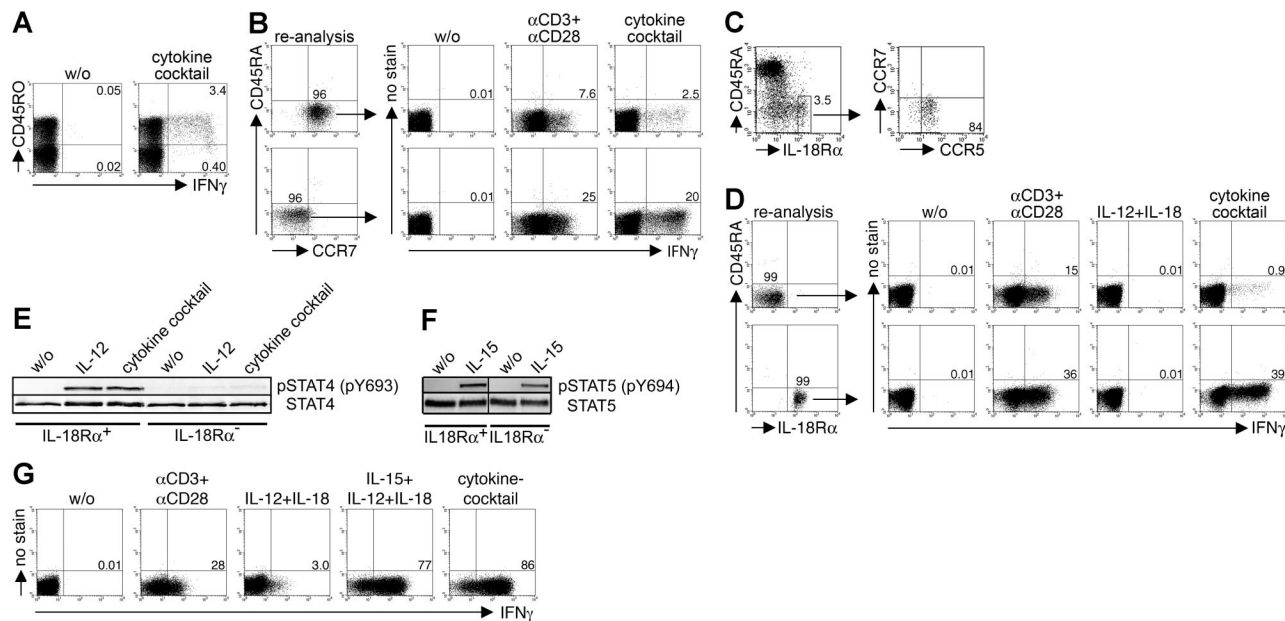 A
w/o
cytokine
cocktail
CD45RO
0.05
0.02
3.4
0.40
IFNγ
B
re-analysis
w/o
αCD3+
αCD28
cytokine
cocktail
CD45RA
no stain
96
0.01
7.6
2.5
96
0.01
25
20
CCR7
IFNγ
C
CD45RA
3.5
IL-18Rα
CCR7
84
CCR5
D
re-analysis
w/o
αCD3+
αCD28
IL-12+IL-18
cytokine
cocktail
CD45RA
no stain
99
0.01
15
0.01
0.9
99
0.01
36
0.01
39
IL-18Rα
IFNγ
E
w/o
IL-12
cytokine cocktail
w/o
IL-12
cytokine cocktail
pSTAT4 (pY693)
STAT4
IL-18Rα+
IL-18Rα-
F
w/o
IL-15
w/o
IL-15
pSTAT5 (pY694)
STAT5
IL18Rα+
IL18Rα-
G
w/o
αCD3+
αCD28
IL-12+IL-18
IL-15+
IL-12+IL-18
cytokine-
cocktail
no stain
0.01
28
3.0
77
86
IFNγ